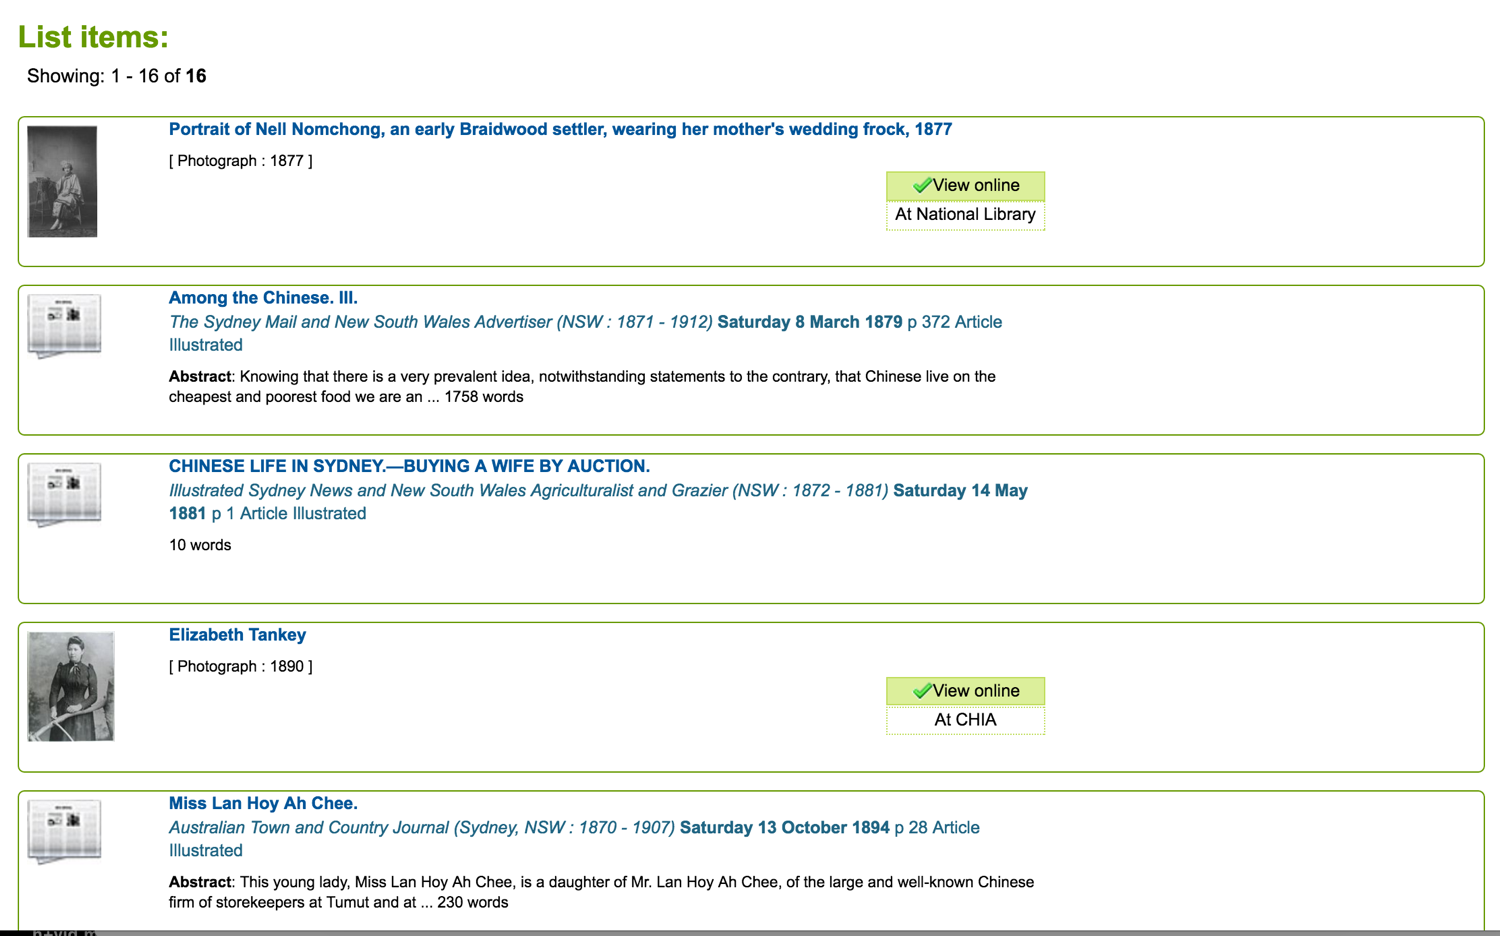 List items:
Showing: 1 - 16 of 16
Portrait of Nell Nomchong, an early Braidwood settler, wearing her mother's wedding frock, 1877
[ Photograph : 1877 ]
View online
At National Library
Among the Chinese. III.
The Sydney Mail and New South Wales Advertiser (NSW : 1871 - 1912) Saturday 8 March 1879 p 372 Article
Illustrated
Abstract: Knowing that there is a very prevalent idea, notwithstanding statements to the contrary, that Chinese live on the
cheapest and poorest food we are an ... 1758 words
CHINESE LIFE IN SYDNEY.—BUYING A WIFE BY AUCTION.
Illustrated Sydney News and New South Wales Agriculturalist and Grazier (NSW : 1872 - 1881) Saturday 14 May
1881 p 1 Article Illustrated
10 words
Elizabeth Tankey
[ Photograph : 1890 ]
View online
At CHIA
Miss Lan Hoy Ah Chee.
Australian Town and Country Journal (Sydney, NSW : 1870 - 1907) Saturday 13 October 1894 p 28 Article
Illustrated
Abstract: This young lady, Miss Lan Hoy Ah Chee, is a daughter of Mr. Lan Hoy Ah Chee, of the large and well-known Chinese
firm of storekeepers at Tumut and at ... 230 words